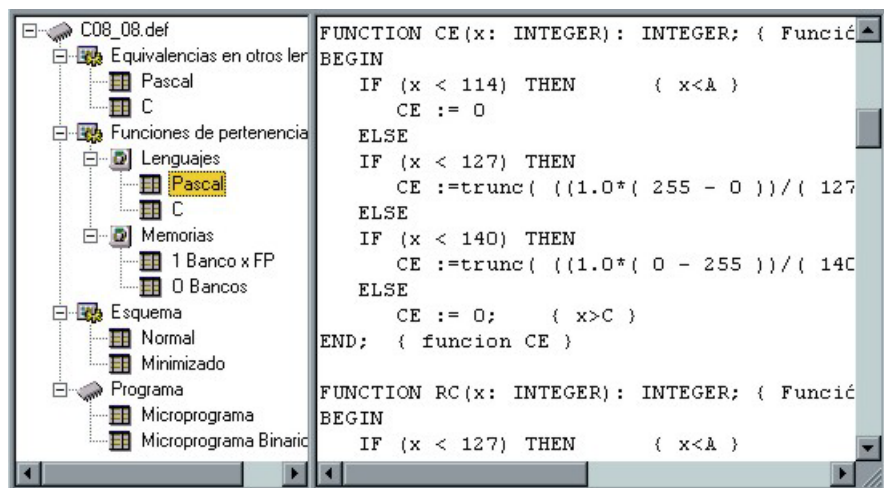 C08_08.def
Equivalencias en otros ler
Pascal
C
Funciones de pertenencia
Lenguajes
Pascal
C
Memorias
1 Banco x FP
0 Bancos
Esquema
Normal
Minimizado
Programa
Microprograma
Microprograma Binario
FUNCTION CE(x: INTEGER): INTEGER; { Funció
BEGIN
IF (x < 114) THEN { x<A }
CE := 0
ELSE
IF (x < 127) THEN
CE :=trunc( ((1.0*( 255 - 0 ))/( 127
ELSE
IF (x < 140) THEN
CE :=trunc( ((1.0*( 0 - 255 ))/( 140
ELSE
CE := 0; { x>C }
END; { funcion CE }
FUNCTION RC(x: INTEGER): INTEGER; { Funció
BEGIN
IF (x < 127) THEN { x<A }